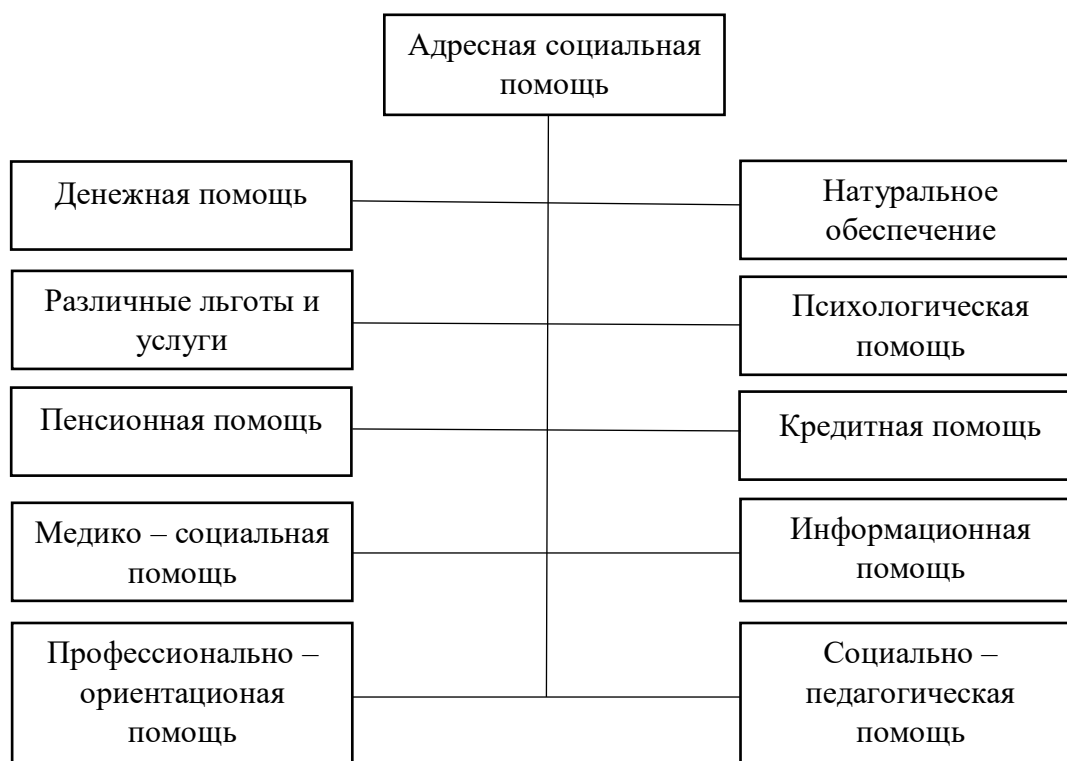 Адресная социальная
помощь
Денежная помощь
Натуральное
обеспечение
Различные льготы и
услуги
Психологическая
помощь
Пенсионная помощь
Кредитная помощь
Медико – социальная
помощь
Информационная
помощь
Профессионально –
ориентационая
помощь
Социально –
педагогическая
помощь